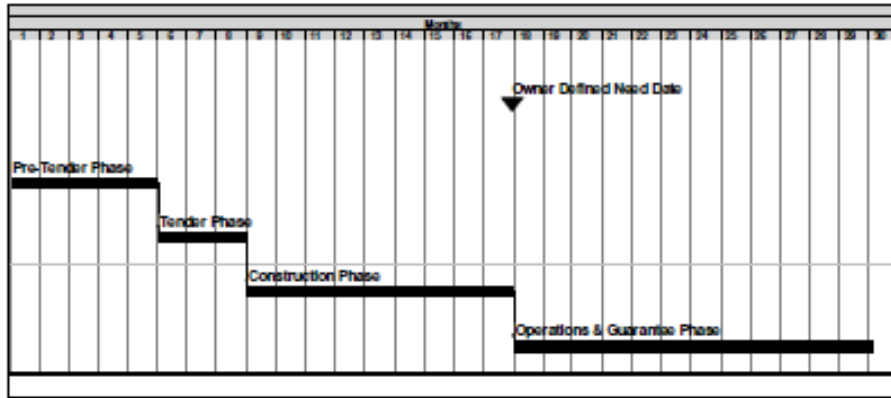 Months
1 2 3 4 5 6 7 8 9 10 11 12 13 14 15 16 17 18 19 20 21 22 23 24 25 26 27 28 29 30
Owner Defined Need Date
Pre-Tender Phase
Tender Phase
Construction Phase
Operations & Guarantee Phase